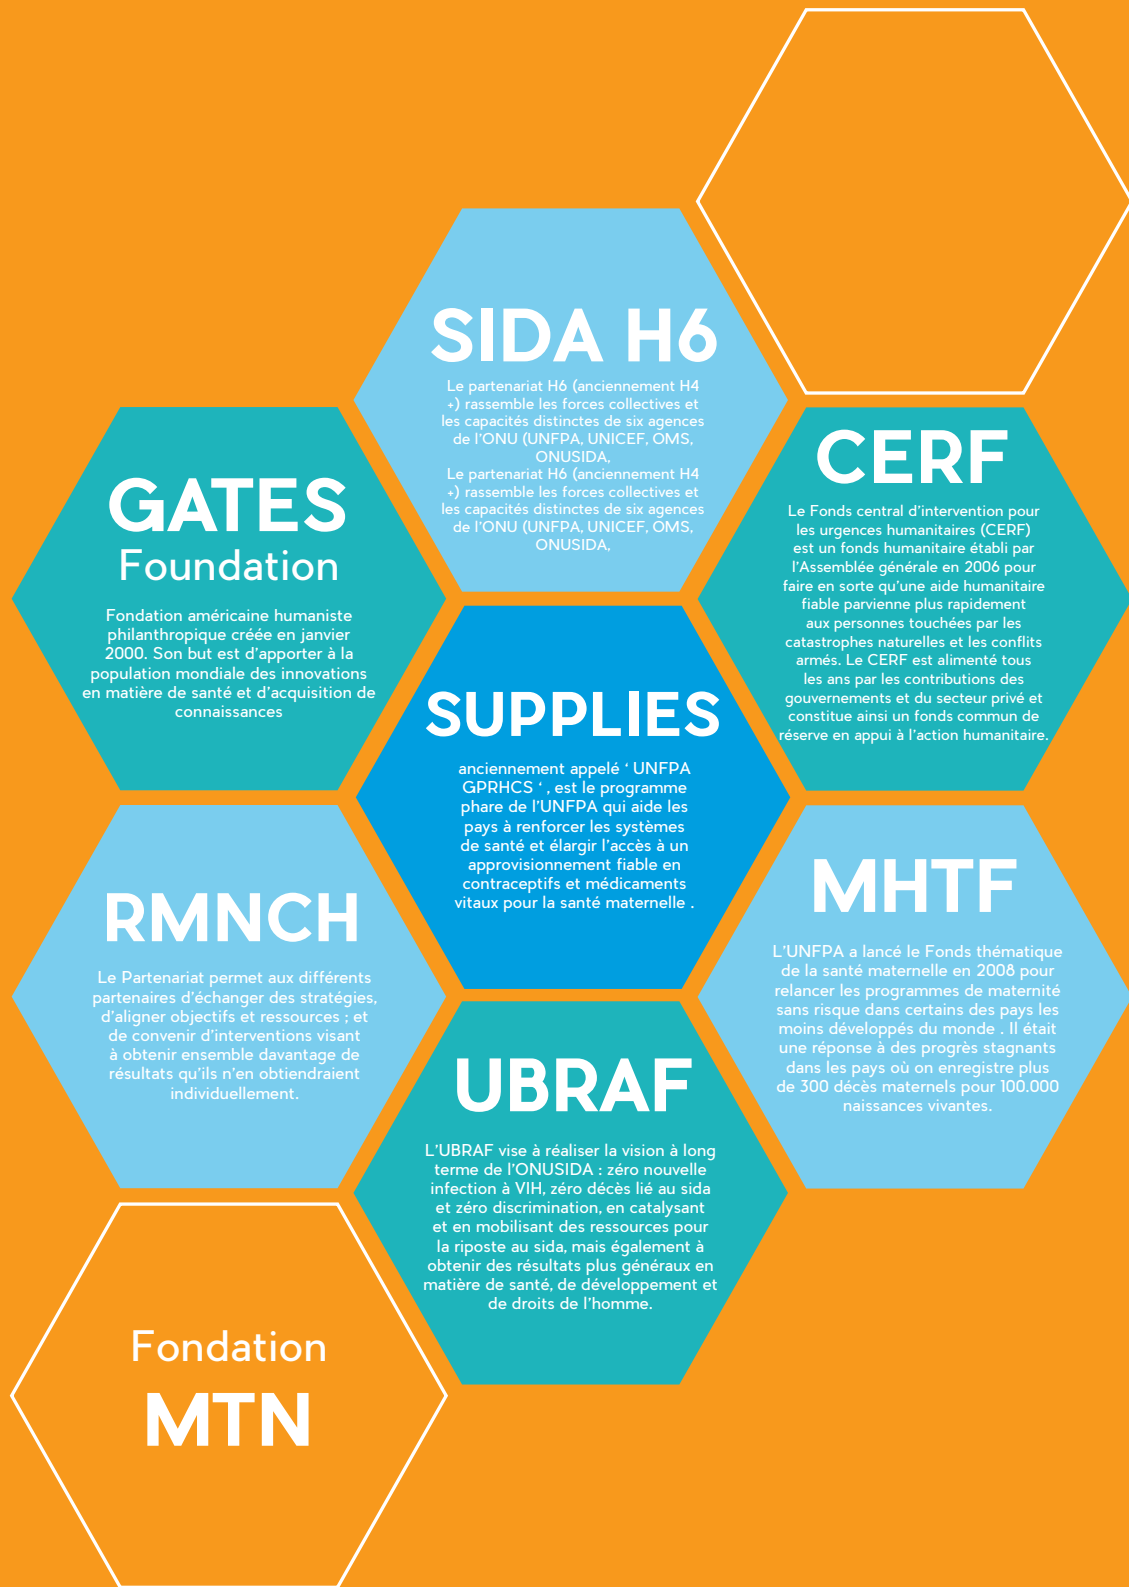 SIDA H6
Le partenariat H6 (anciennement H4
+) rassemble les forces collectives et
les capacités distinctes de six agences
de l'ONU (UNFPA, UNICEF, OMS,
ONUSIDA,
Le partenariat H6 (anciennement H4
+) rassemble les forces collectives et
les capacités distinctes de six agences
de l'ONU (UNFPA, UNICEF, OMS,
ONUSIDA,
GATES
Foundation
Fondation américaine humaniste
philanthropique créée en janvier
2000. Son but est d'apporter à la
population mondiale des innovations
en matière de santé et d'acquisition de
connaissances
CERF
Le Fonds central d'intervention pour
les urgences humanitaires (CERF)
est un fonds humanitaire établi par
l'Assemblée générale en 2006 pour
faire en sorte qu'une aide humanitaire
fiable parvienne plus rapidement
aux personnes touchées par les
catastrophes naturelles et les conflits
armés. Le CERF est alimenté tous
les ans par les contributions des
gouvernements et du secteur privé et
constitue ainsi un fonds commun de
réserve en appui à l'action humanitaire.
SUPPLIES
anciennement appelé ‘ UNFPA
GPRHCS ‘ , est le programme
phare de l'UNFPA qui aide les
pays à renforcer les systèmes
de santé et élargir l'accès à un
approvisionnement fiable en
contraceptifs et médicaments
vitaux pour la santé maternelle .
RMNCH
Le Partenariat permet aux différents
partenaires d'échanger des stratégies,
d'aligner objectifs et ressources ; et
de convenir d'interventions visant
à obtenir ensemble davantage de
résultats qu'ils n'en obtiendraient
individuellement.
MHTF
L'UNFPA a lancé le Fonds thématique
de la santé maternelle en 2008 pour
relancer les programmes de maternité
sans risque dans certains des pays les
moins développés du monde . Il était
une réponse à des progrès stagnants
dans les pays où on enregistre plus
de 300 décès maternels pour 100.000
naissances vivantes.
UBRAF
L'UBRAF vise à réaliser la vision à long
terme de l'ONUSIDA : zéro nouvelle
infection à VIH, zéro décès lié au sida
et zéro discrimination, en catalysant
et en mobilisant des ressources pour
la riposte au sida, mais également à
obtenir des résultats plus généraux en
matière de santé, de développement et
de droits de l'homme.
Fondation
MTN